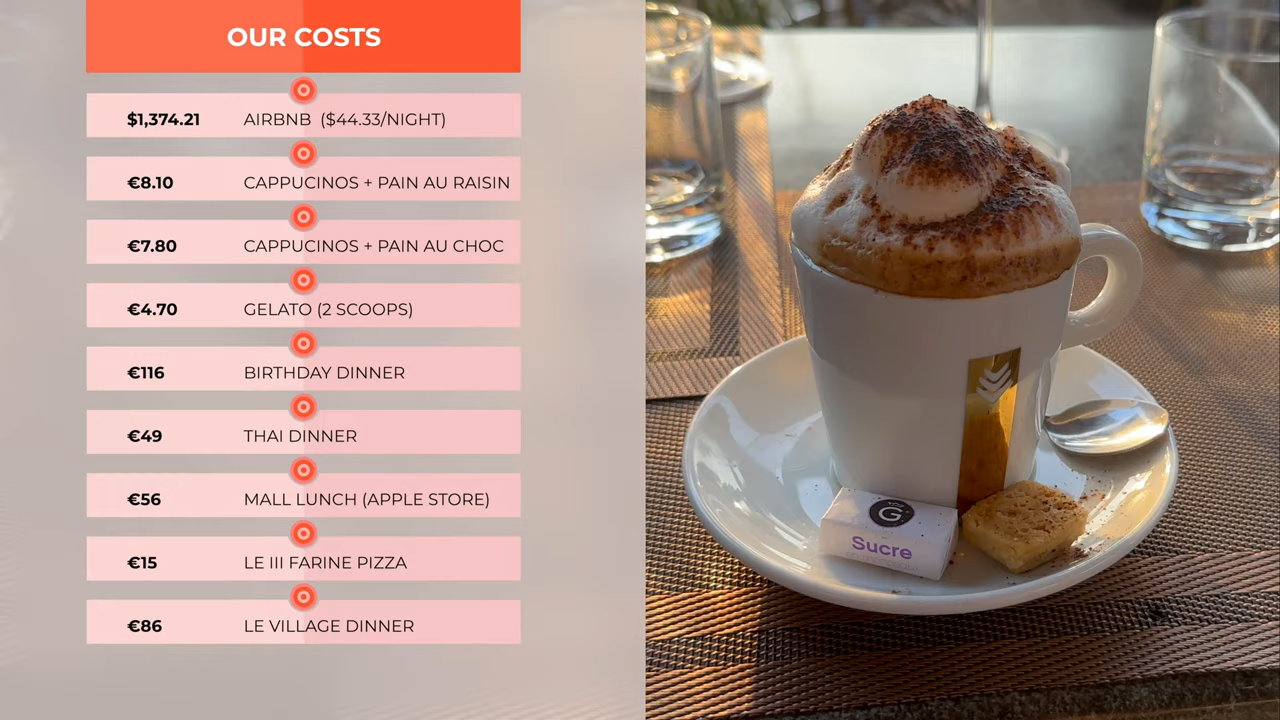 OUR COSTS
$1,374.21 AIRBNB ($44.33/NIGHT)
€8.10 CAPPUCINOS + PAIN AU RAISIN
€7.80 CAPPUCINOS + PAIN AU CHOC
€4.70 GELATO (2 SCOOPS)
€116 BIRTHDAY DINNER
€49 THAI DINNER
€56 MALL LUNCH (APPLE STORE)
€15 LE III FARINE PIZZA
€86 LE VILLAGE DINNER
G
Sucre